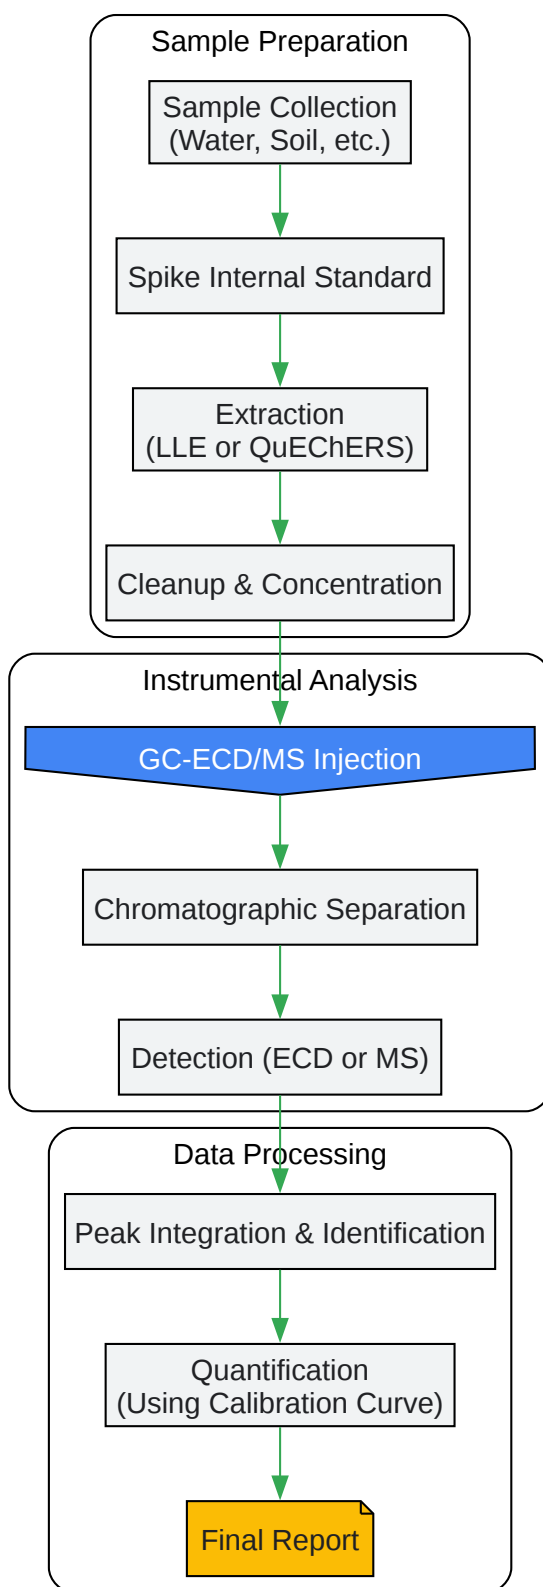 Sample Preparation
Sample Collection
(Water, Soil, etc.)
Spike Internal Standard
Extraction
(LLE or QuEChERS)
Cleanup & Concentration
Instrumental Analysis
GC-ECD/MS Injection
Chromatographic Separation
Detection (ECD or MS)
Data Processing
Peak Integration & Identification
Quantification
(Using Calibration Curve)
Final Report